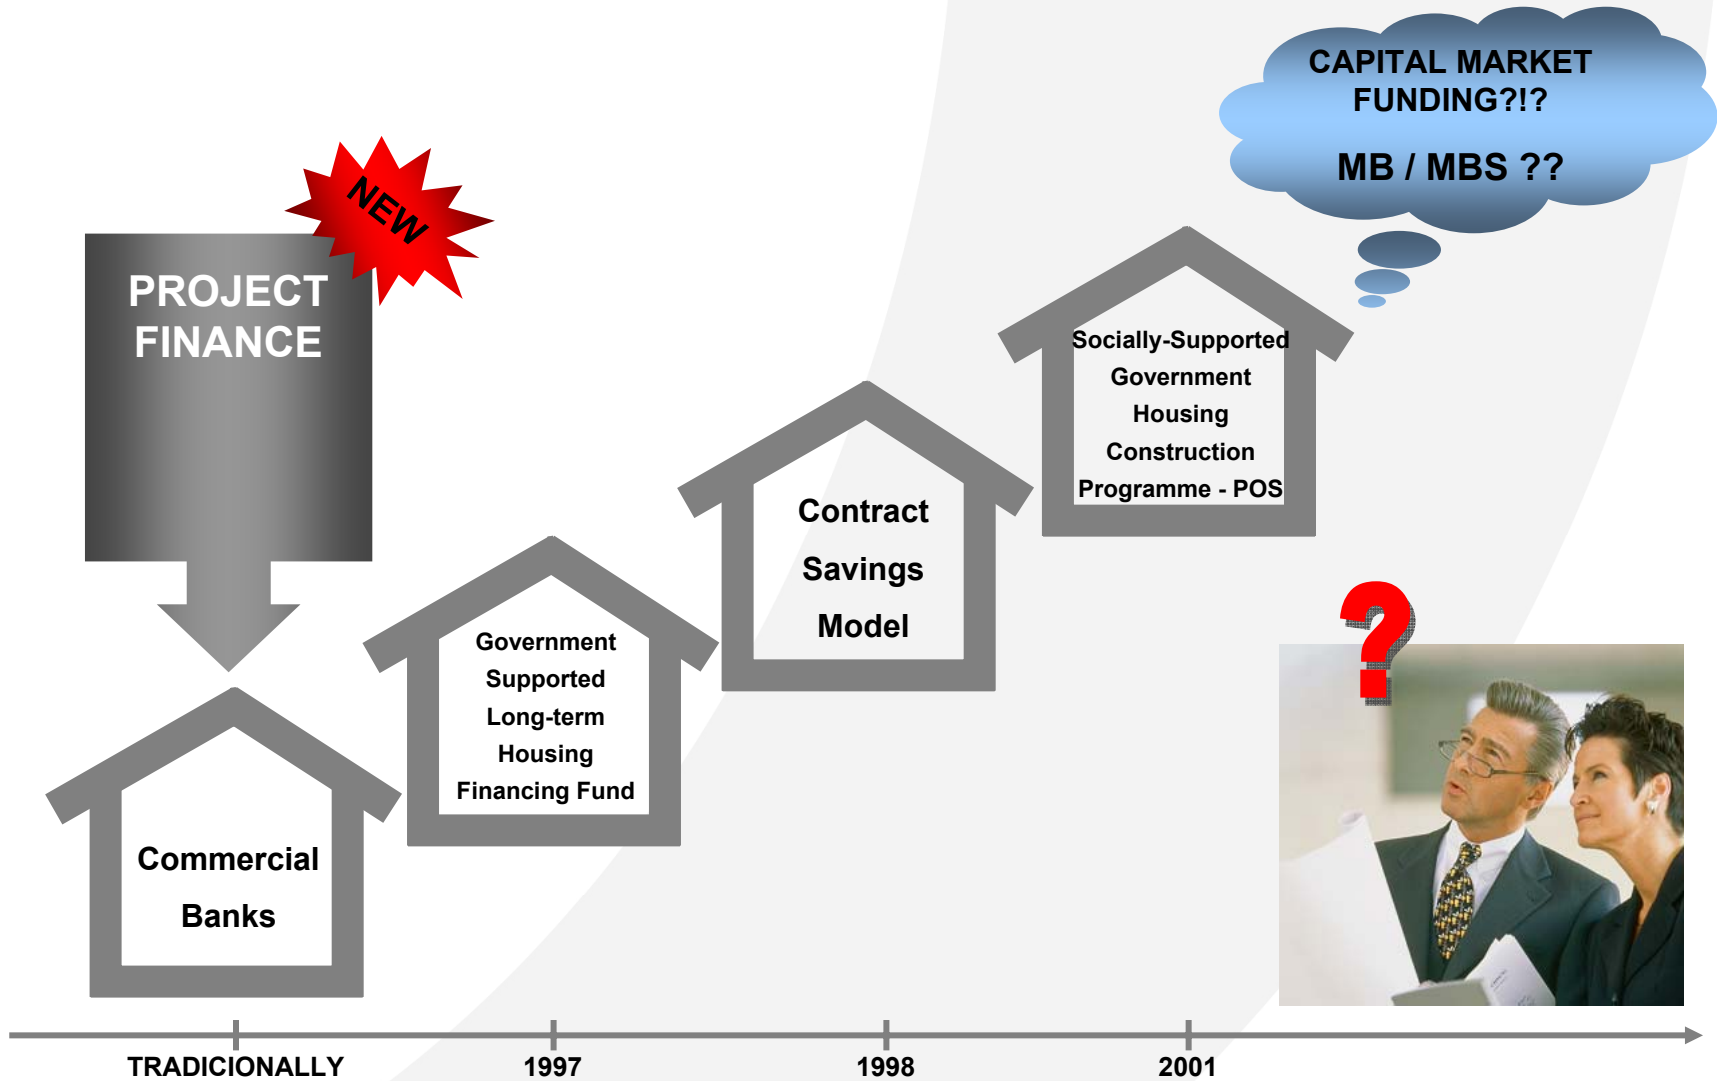 CAPITAL MARKET
FUNDING?!?
MB / MBS ??
NEW
PROJECT
FINANCE
Socially-Supported
Government
Housing
Construction
Programme - POS
Contract
Savings
Model
Government
Supported
Long-term
Housing
Financing Fund
Commercial
Banks
?
TRADICIONALLY
1997
1998
2001